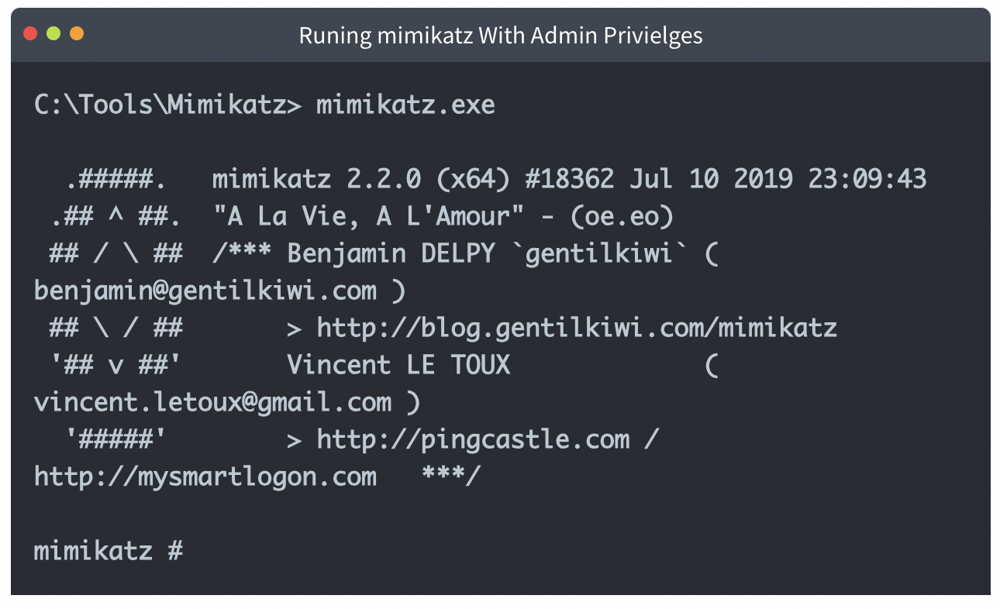 Runing mimikatz With Admin Privielges
C:\Tools\Mimikatz> mimikatz.exe
  .#####.   mimikatz 2.2.0 (x64) #18362 Jul 10 2019 23:09:43
 .## ^ ##.  "A La Vie, A L'Amour" - (oe.eo)
 ## / \ ##  /*** Benjamin DELPY `gentilkiwi` (
benjamin@gentilkiwi.com )
 ## \ / ##       > http://blog.gentilkiwi.com/mimikatz
 '## v ##'       Vincent LE TOUX             (
vincent.letoux@gmail.com )
  '#####'        > http://pingcastle.com /
http://mysmartlogon.com   ***/
mimikatz #